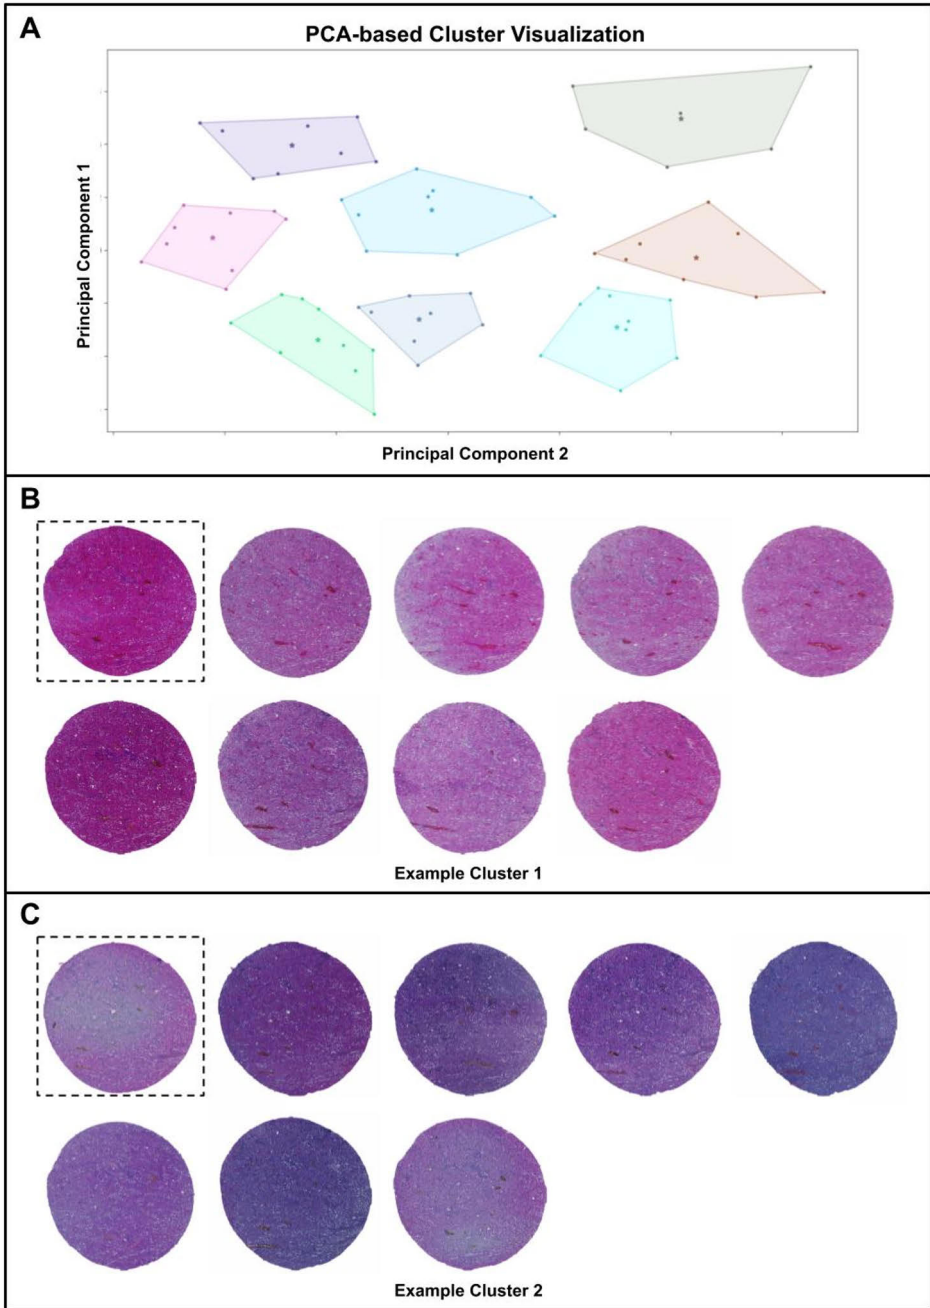 A
PCA-based Cluster Visualization
Principal Component 1
Principal Component 2
B
Example Cluster 1
C
Example Cluster 2